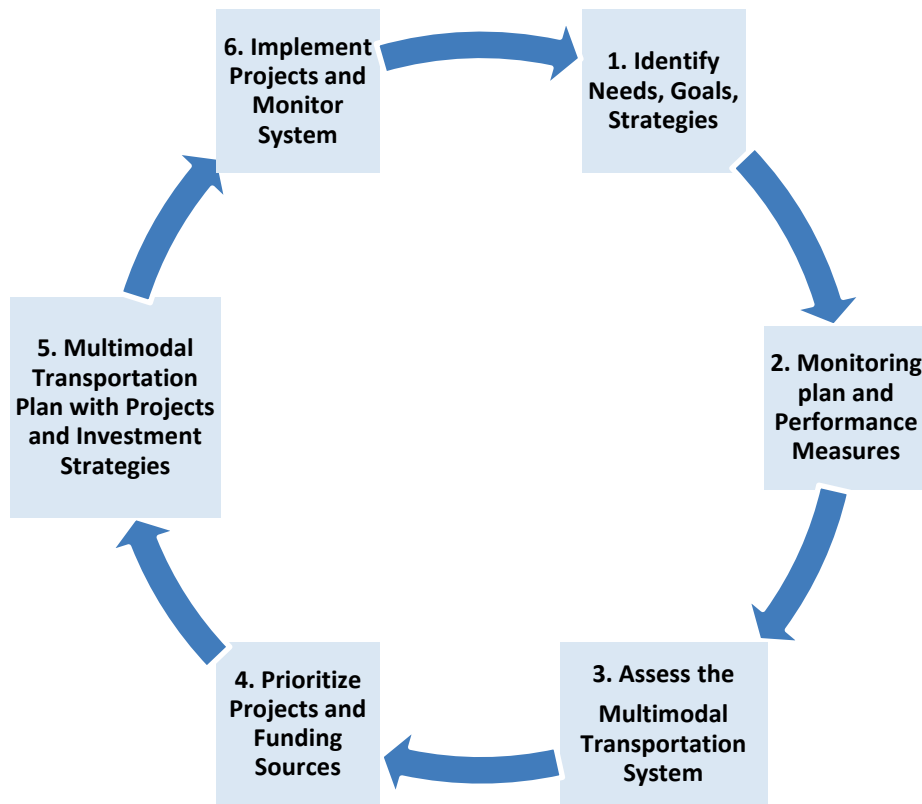 1. Identify
Needs, Goals,
Strategies
2. Monitoring
plan and
Performance
Measures
3. Assess the
Multimodal
Transportation
System
4. Prioritize
Projects and
Funding
Sources
5. Multimodal
Transportation
Plan with Projects
and Investment
Strategies
6. Implement
Projects and
Monitor
System